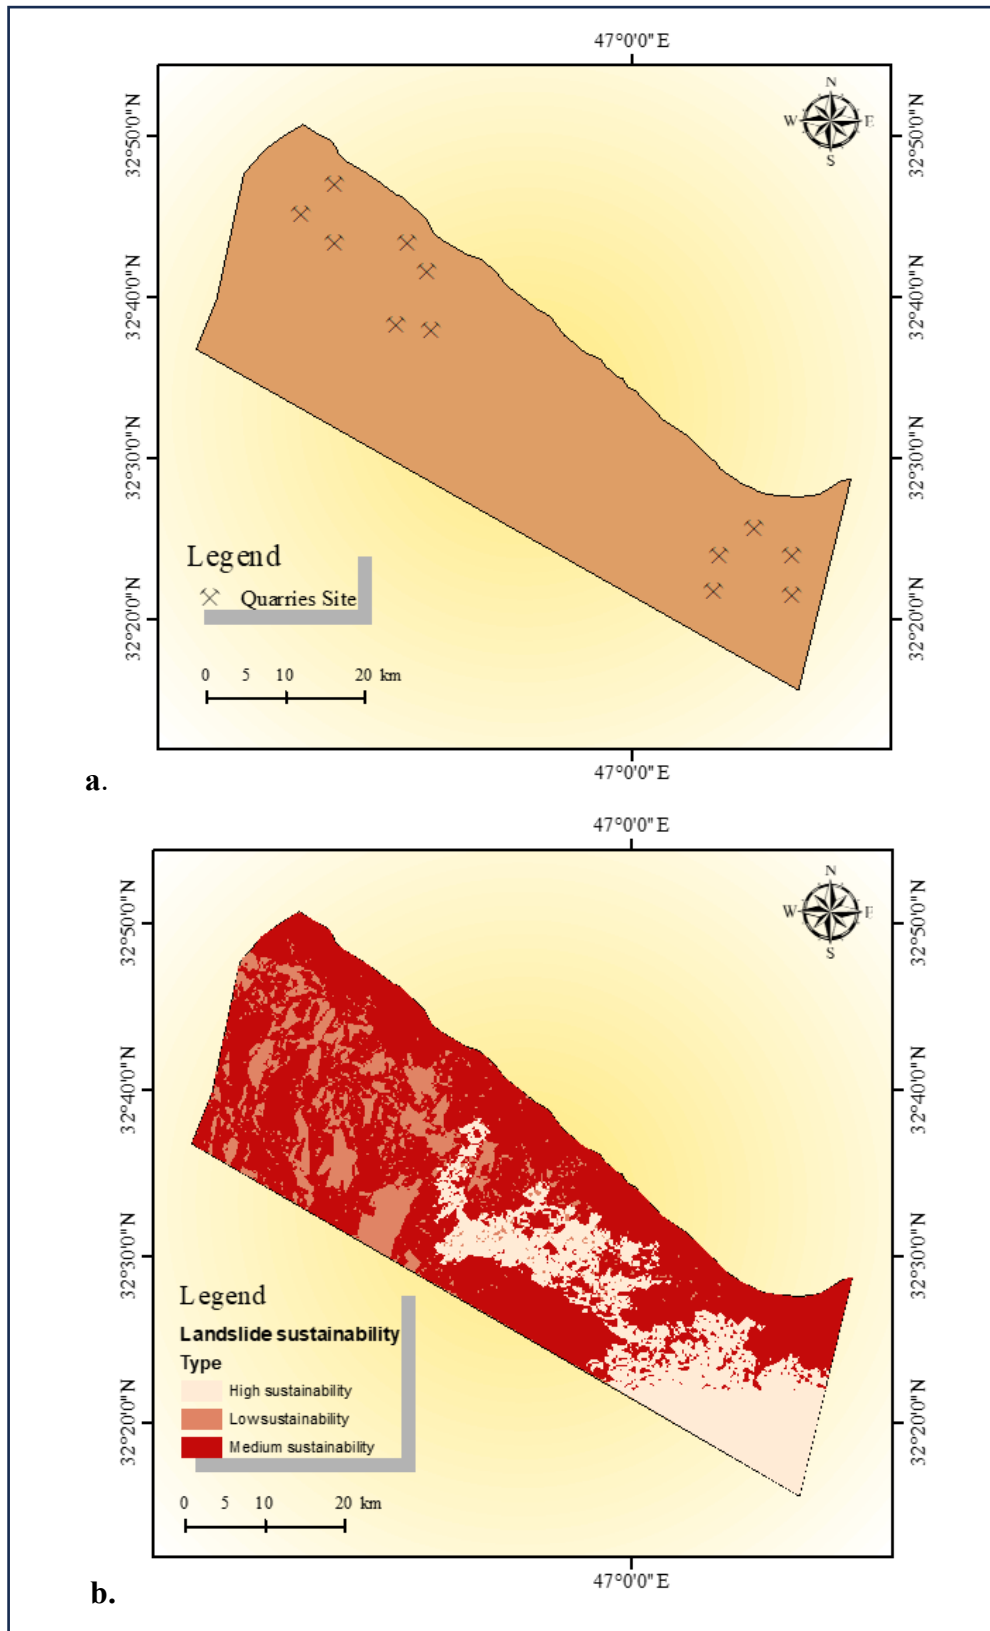 47°0'0"E
N
W E
S
32°50'0"N 32°50'0"N
32°40'0"N 32°40'0"N
32°30'0"N 32°30'0"N
32°20'0"N 32°20'0"N
Legend
Quarries Site
0 5 10 20 km
47°0'0"E
a.
47°0'0"E
N
W E
S
32°50'0"N 32°50'0"N
32°40'0"N 32°40'0"N
32°30'0"N 32°30'0"N
32°20'0"N 32°20'0"N
Legend
Landslide sustainability
Type
High sustainability
Low sustainability
Medium sustainability
0 5 10 20 km
47°0'0"E
b.